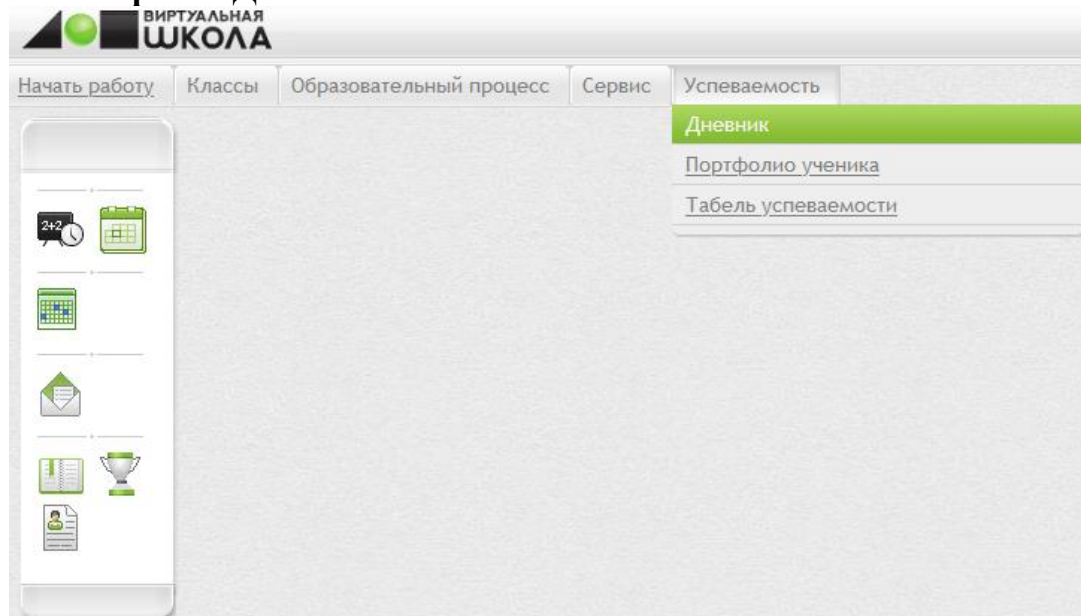 ВИРТУАЛЬНАЯ
ШКОЛА
Начать работу Классы Образовательный процесс Сервис Успеваемость
Дневник
Портфолио ученика
Табель успеваемости
2+2